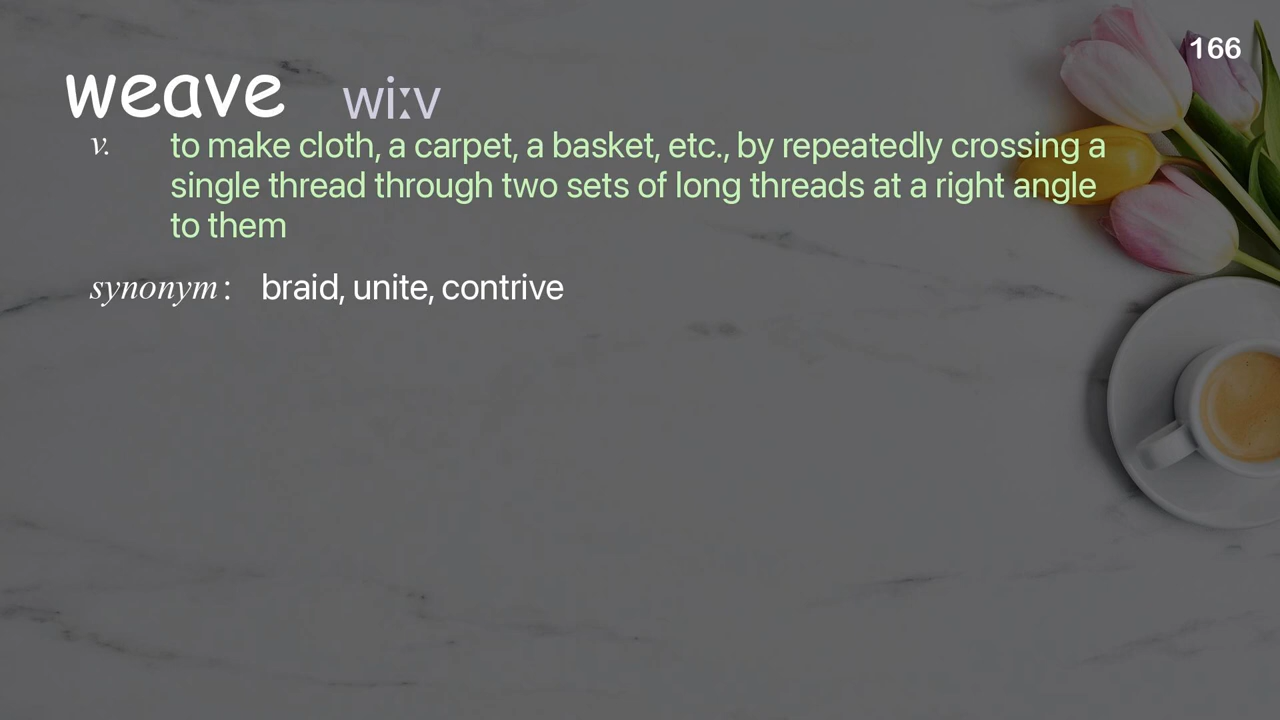 166
weave wi:v
v. to make cloth, a carpet, a basket, etc., by repeatedly crossing a
single thread through two sets of long threads at a right angle
to them
synonym : braid, unite, contrive